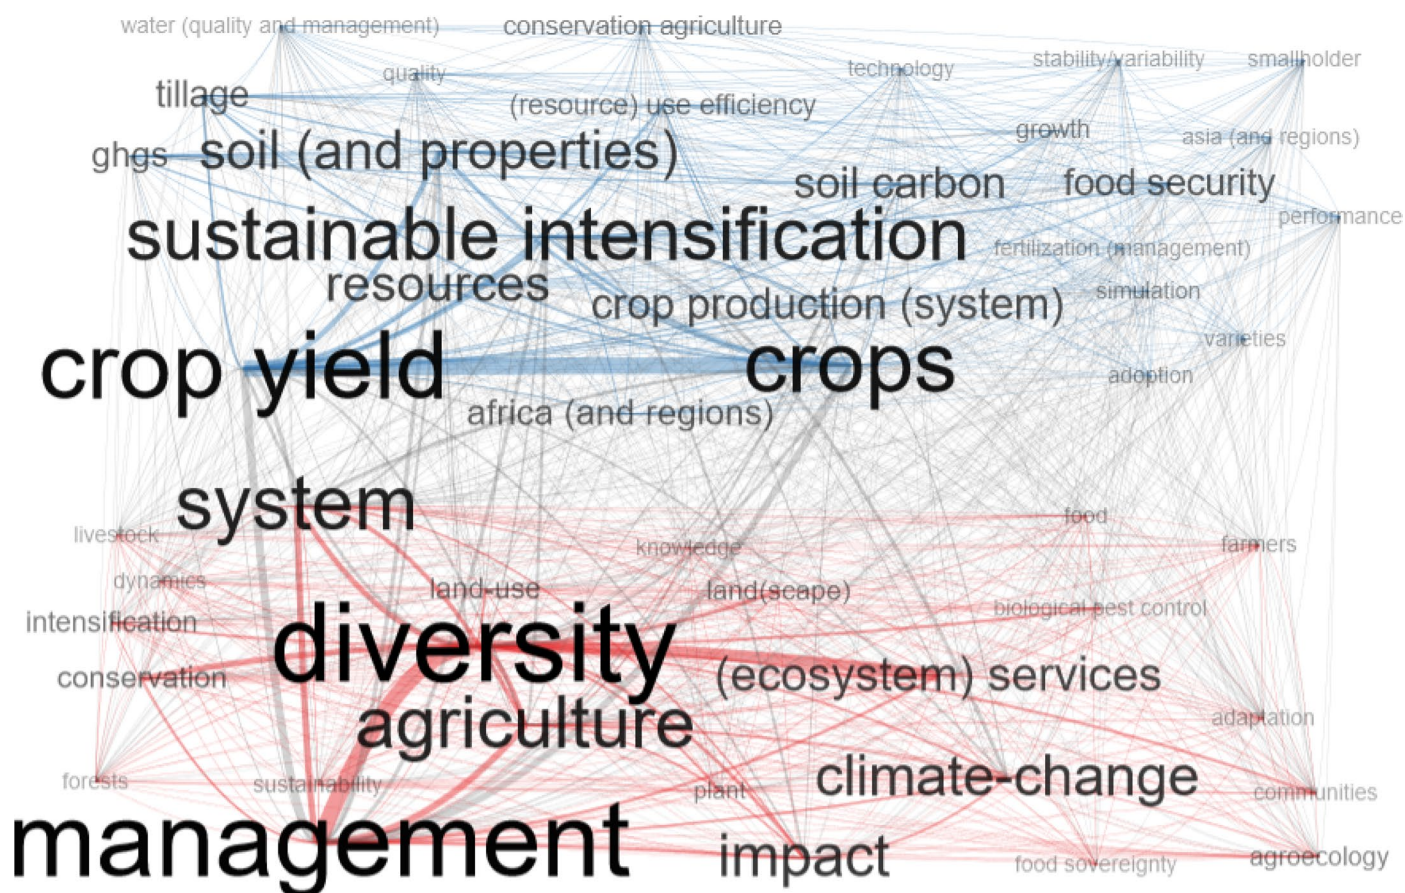 water (quality and management)
conservation agriculture
stability/variability
smallholder
quality
technology
tillage
(resource) use efficiency
growth
asia (and regions)
ghgs
soil (and properties)
soil carbon
food security
performance
sustainable intensification
fertilization (management)
resources
crop production (system)
simulation
varieties
crop yield
crops
adoption
africa (and regions)
system
livestock
knowledge
food
farmers
dynamics
land-use
land(scape)
biological pest control
intensification
diversity
conservation
(ecosystem) services
agriculture
adaptation
forests
sustainability
plant
climate-change
communities
management
impact
food sovereignty
agroecology